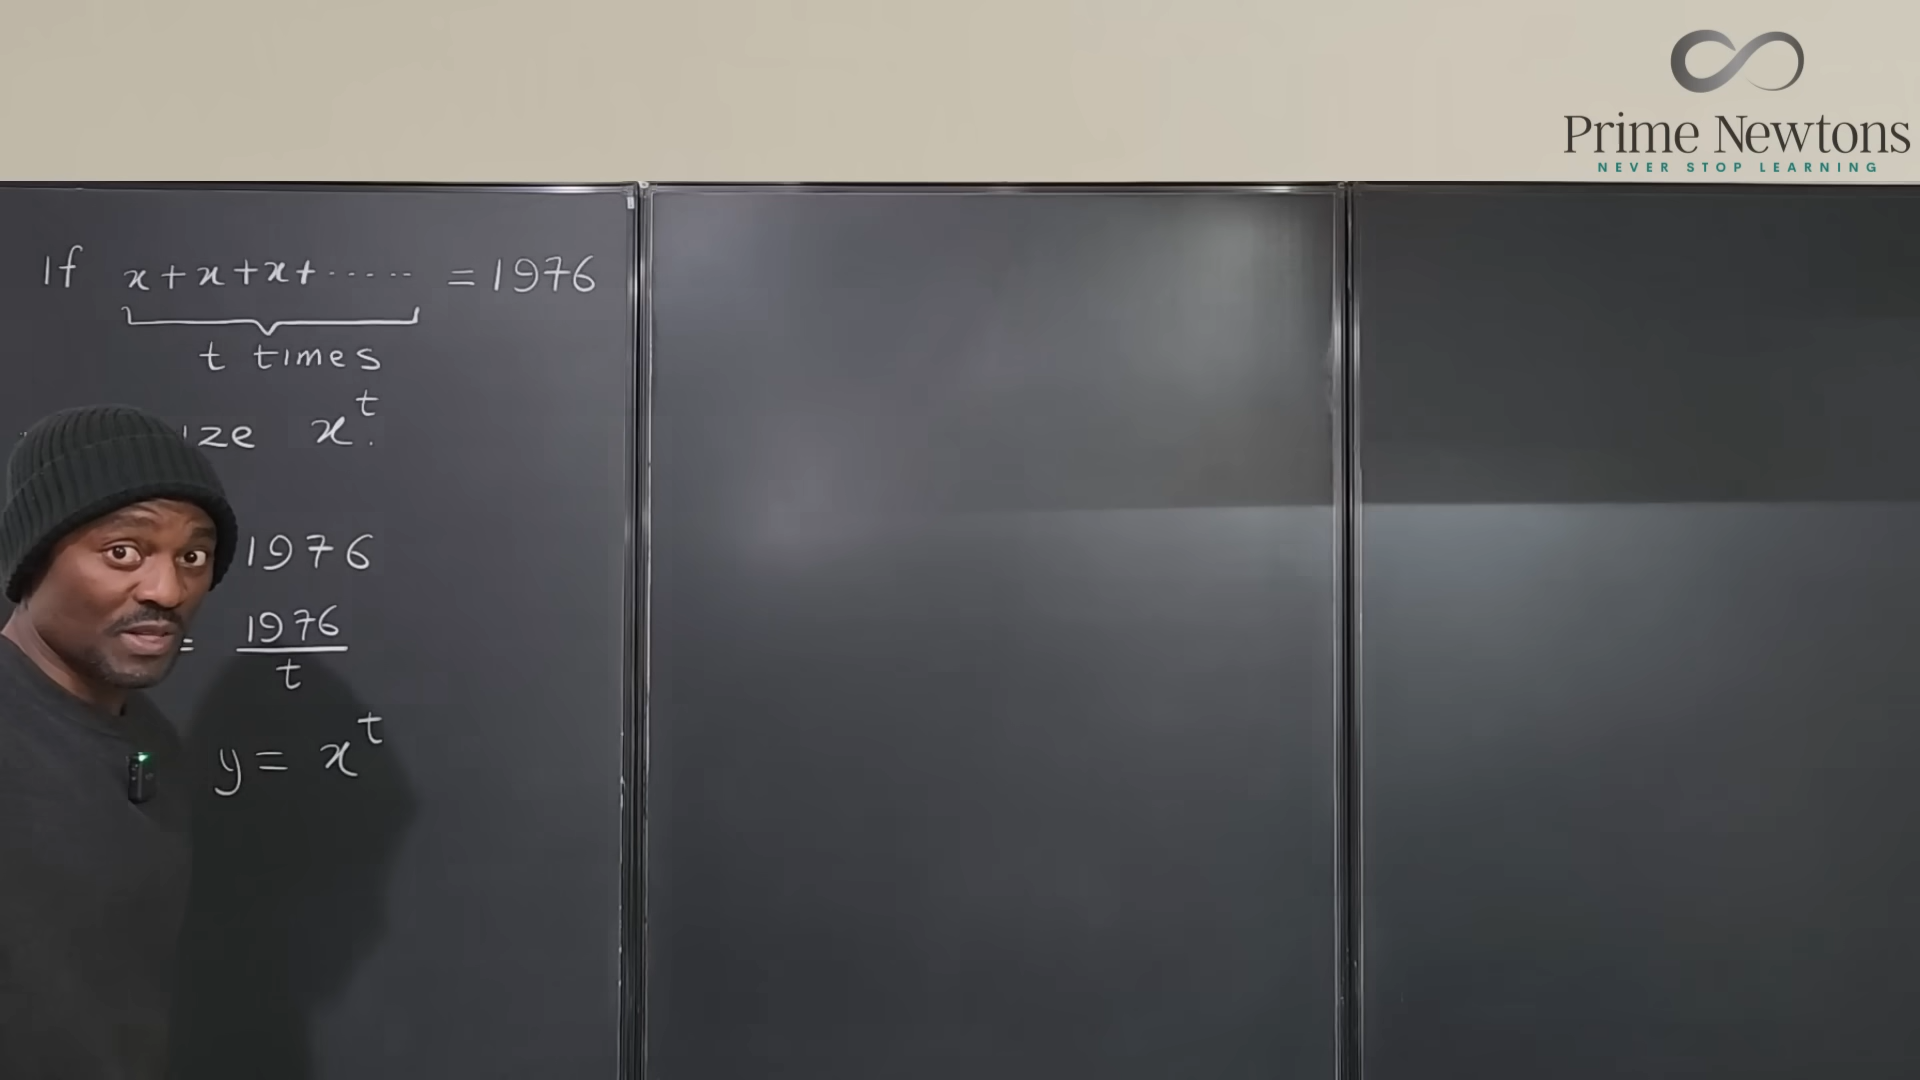 Prime Newtons
NEVER STOP LEARNING
If x + x + x + ..... = 1976
t times
ize x^t.
1976
= 1976/t
y = x^t